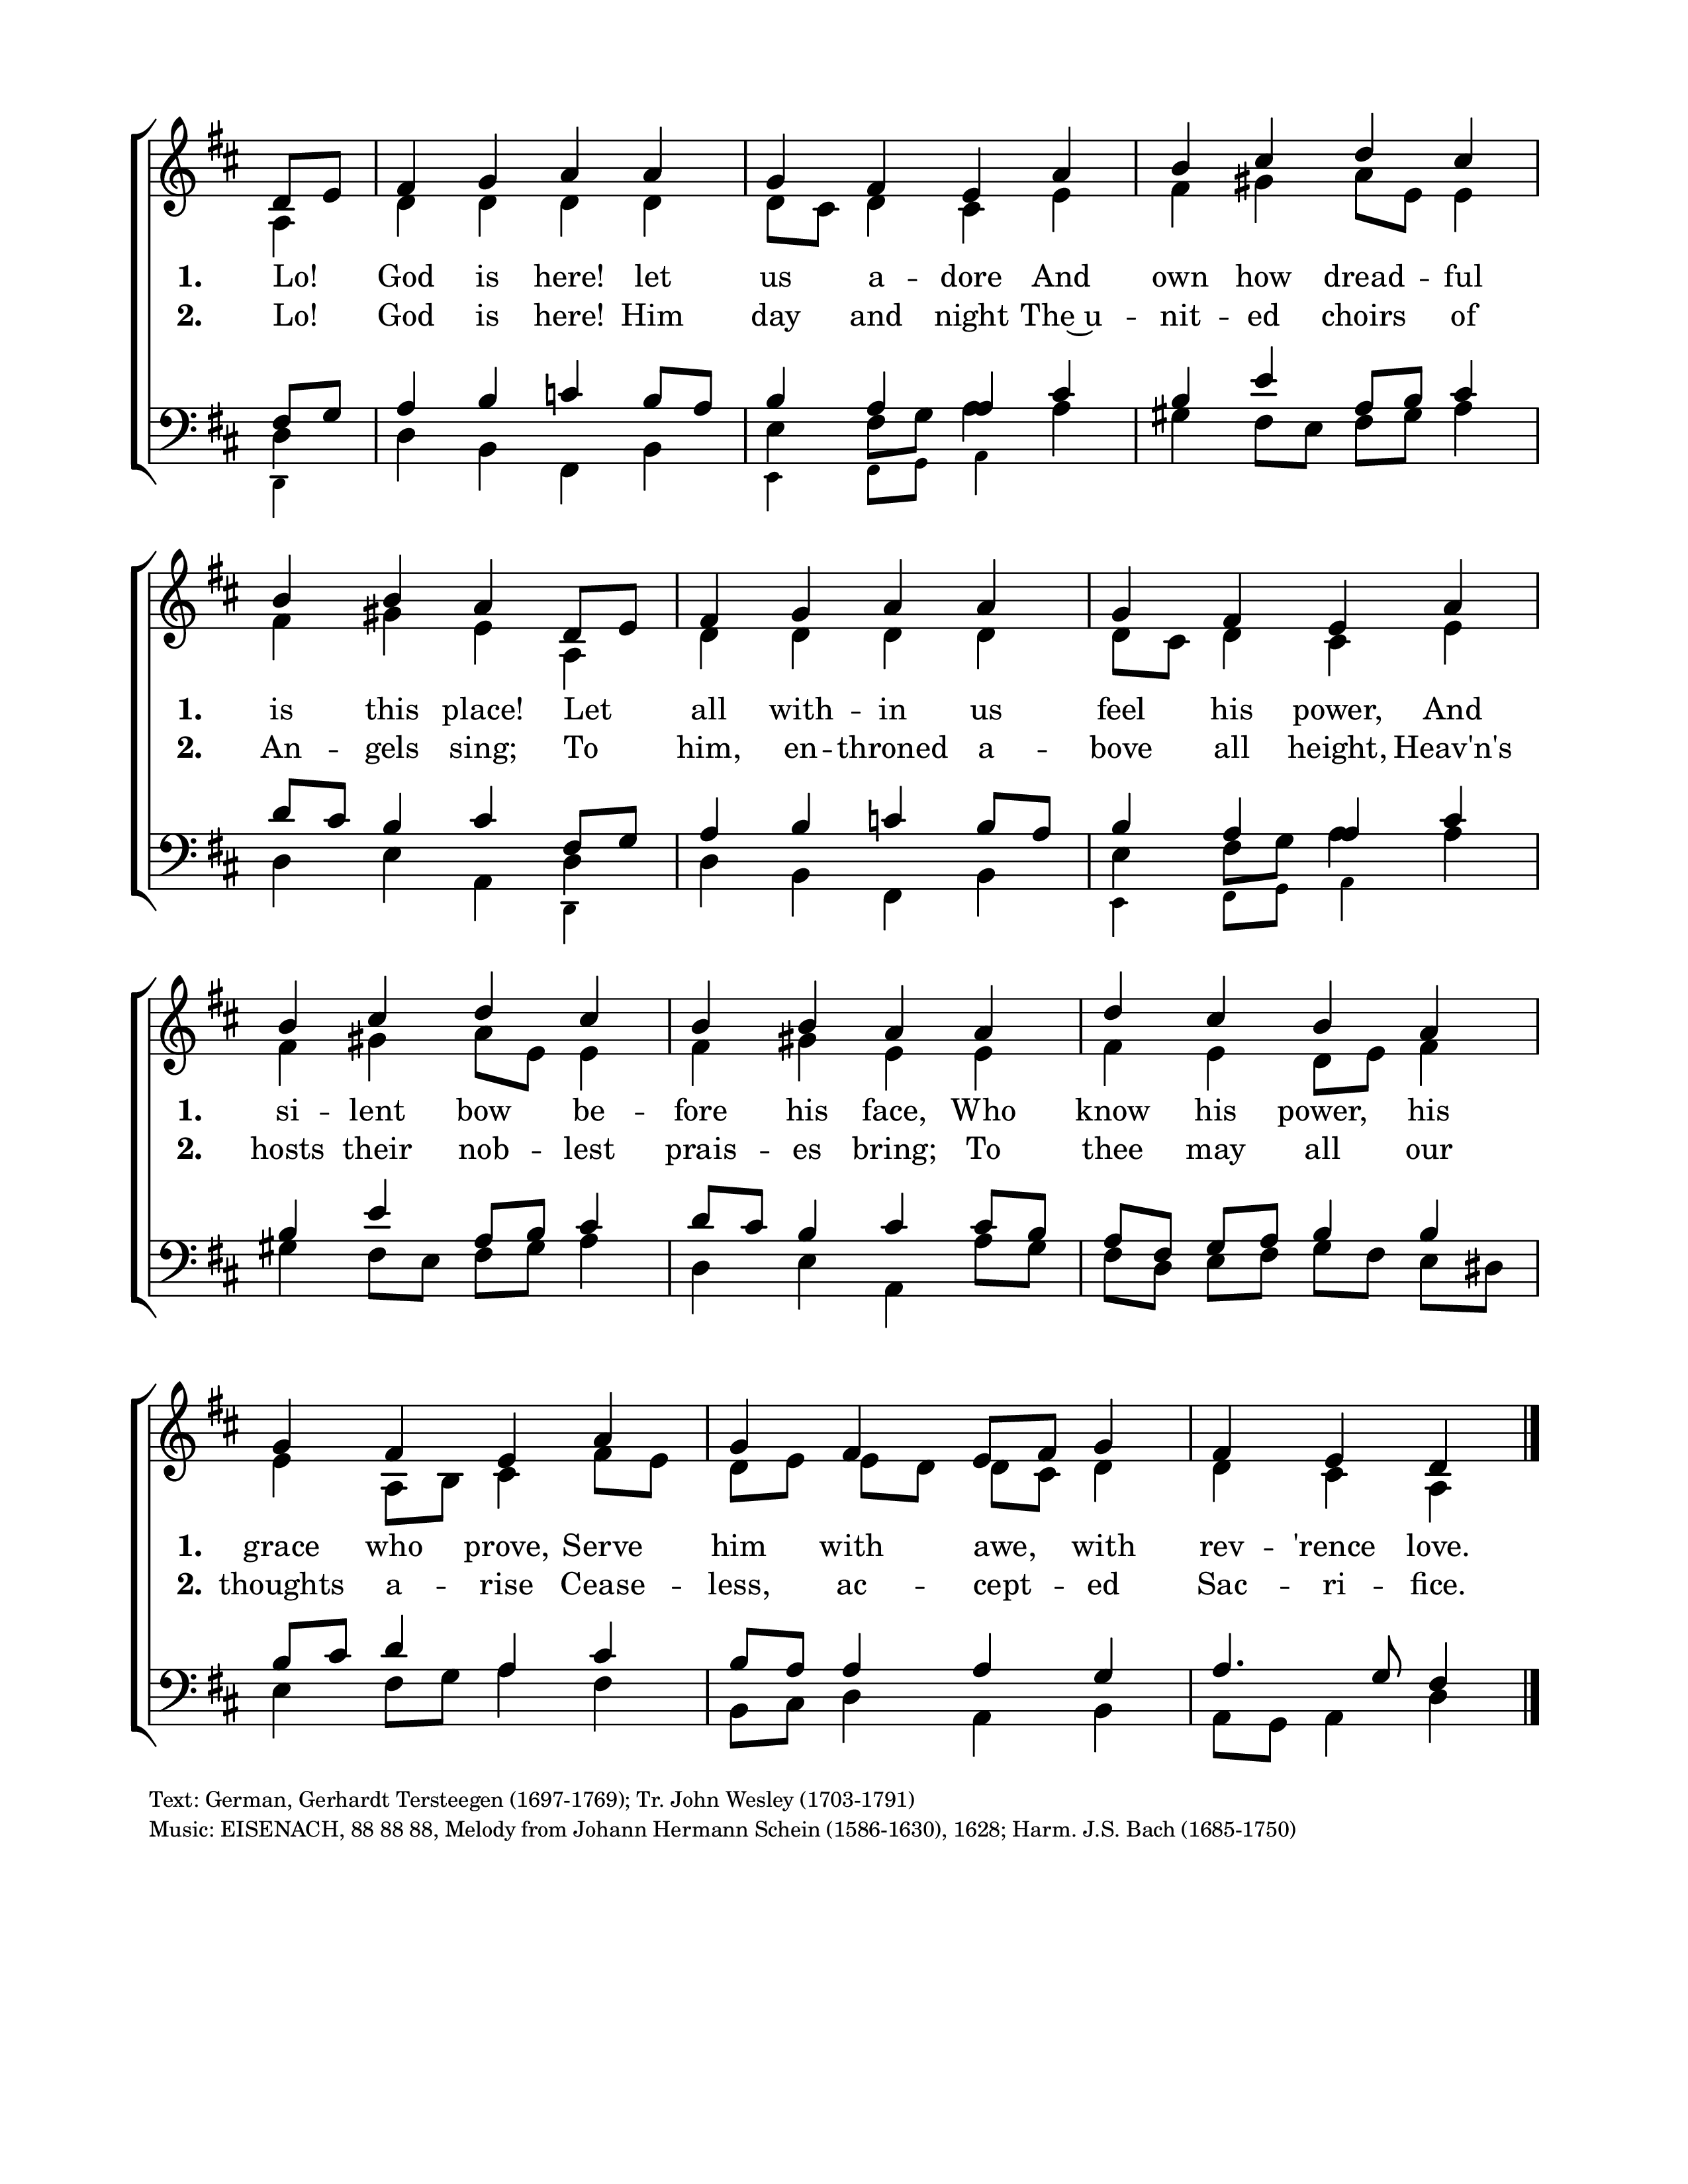 1. Lo! God is here! let us a -- dore And own how dread -- ful
2. Lo! God is here! Him day and night The‿u -- nit -- ed choirs of
1. is this place! Let all with -- in us feel his power, And
2. An -- gels sing; To him, en -- throned a -- bove all height, Heav'n's
1. si -- lent bow be -- fore his face, Who know his power, his
2. hosts their nob -- lest prais -- es bring; To thee may all our
1. grace who prove, Serve him with awe, with rev -- 'rence love.
2. thoughts a -- rise Cease -- less, ac -- cept -- ed Sac -- ri -- fice.
Text: German, Gerhardt Tersteegen (1697-1769); Tr. John Wesley (1703-1791)
Music: EISENACH, 88 88 88, Melody from Johann Hermann Schein (1586-1630), 1628; Harm. J.S. Bach (1685-1750)